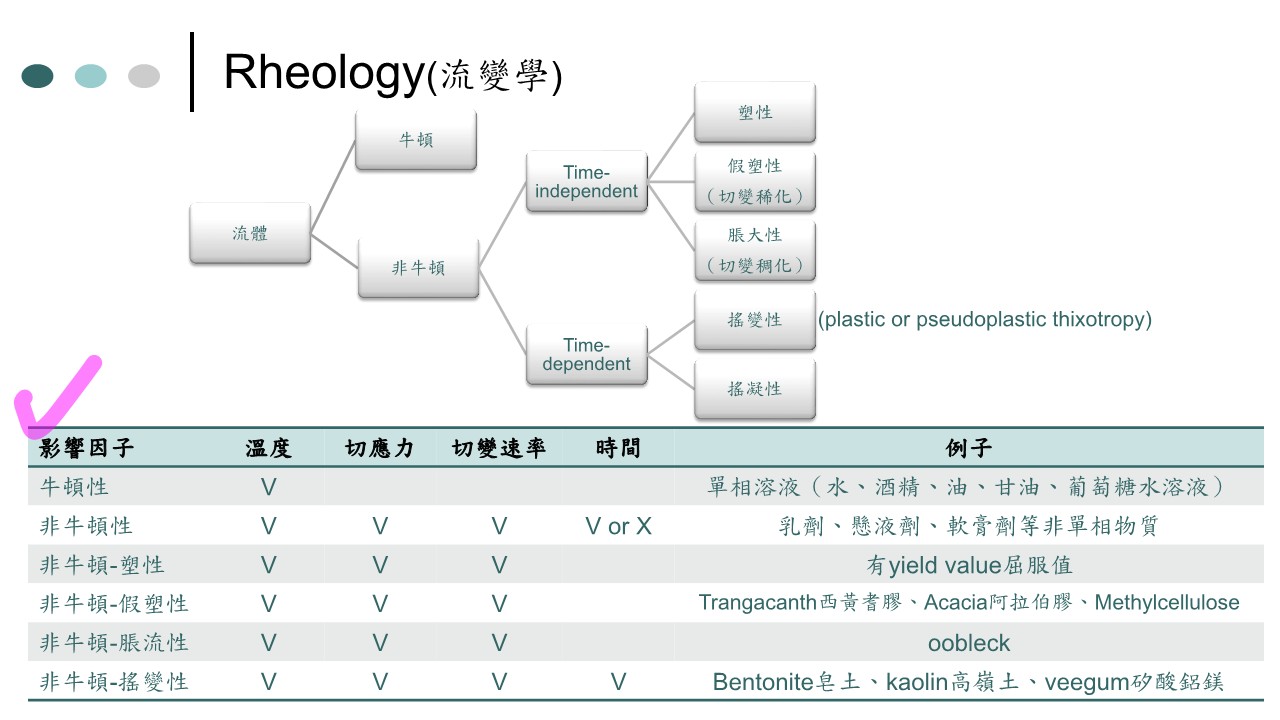 Rheology(流變學)
流體
牛頓
非牛頓
Time-
independent
Time-
dependent
塑性
假塑性
（切變稀化）
脹大性
（切變稠化）
搖變性
(plastic or pseudoplastic thixotropy)
搖凝性
影響因子 溫度 切應力 切變速率 時間 例子
牛頓性 V 單相溶液（水、酒精、油、甘油、葡萄糖水溶液）
非牛頓性 V V V V or X 乳劑、懸液劑、軟膏劑等非單相物質
非牛頓-塑性 V V V 有yield value屈服值
非牛頓-假塑性 V V V Trangacanth西黃耆膠、Acacia阿拉伯膠、Methylcellulose
非牛頓-脹流性 V V V oobleck
非牛頓-搖變性 V V V V Bentonite皂土、kaolin高嶺土、veegum矽酸鋁鎂